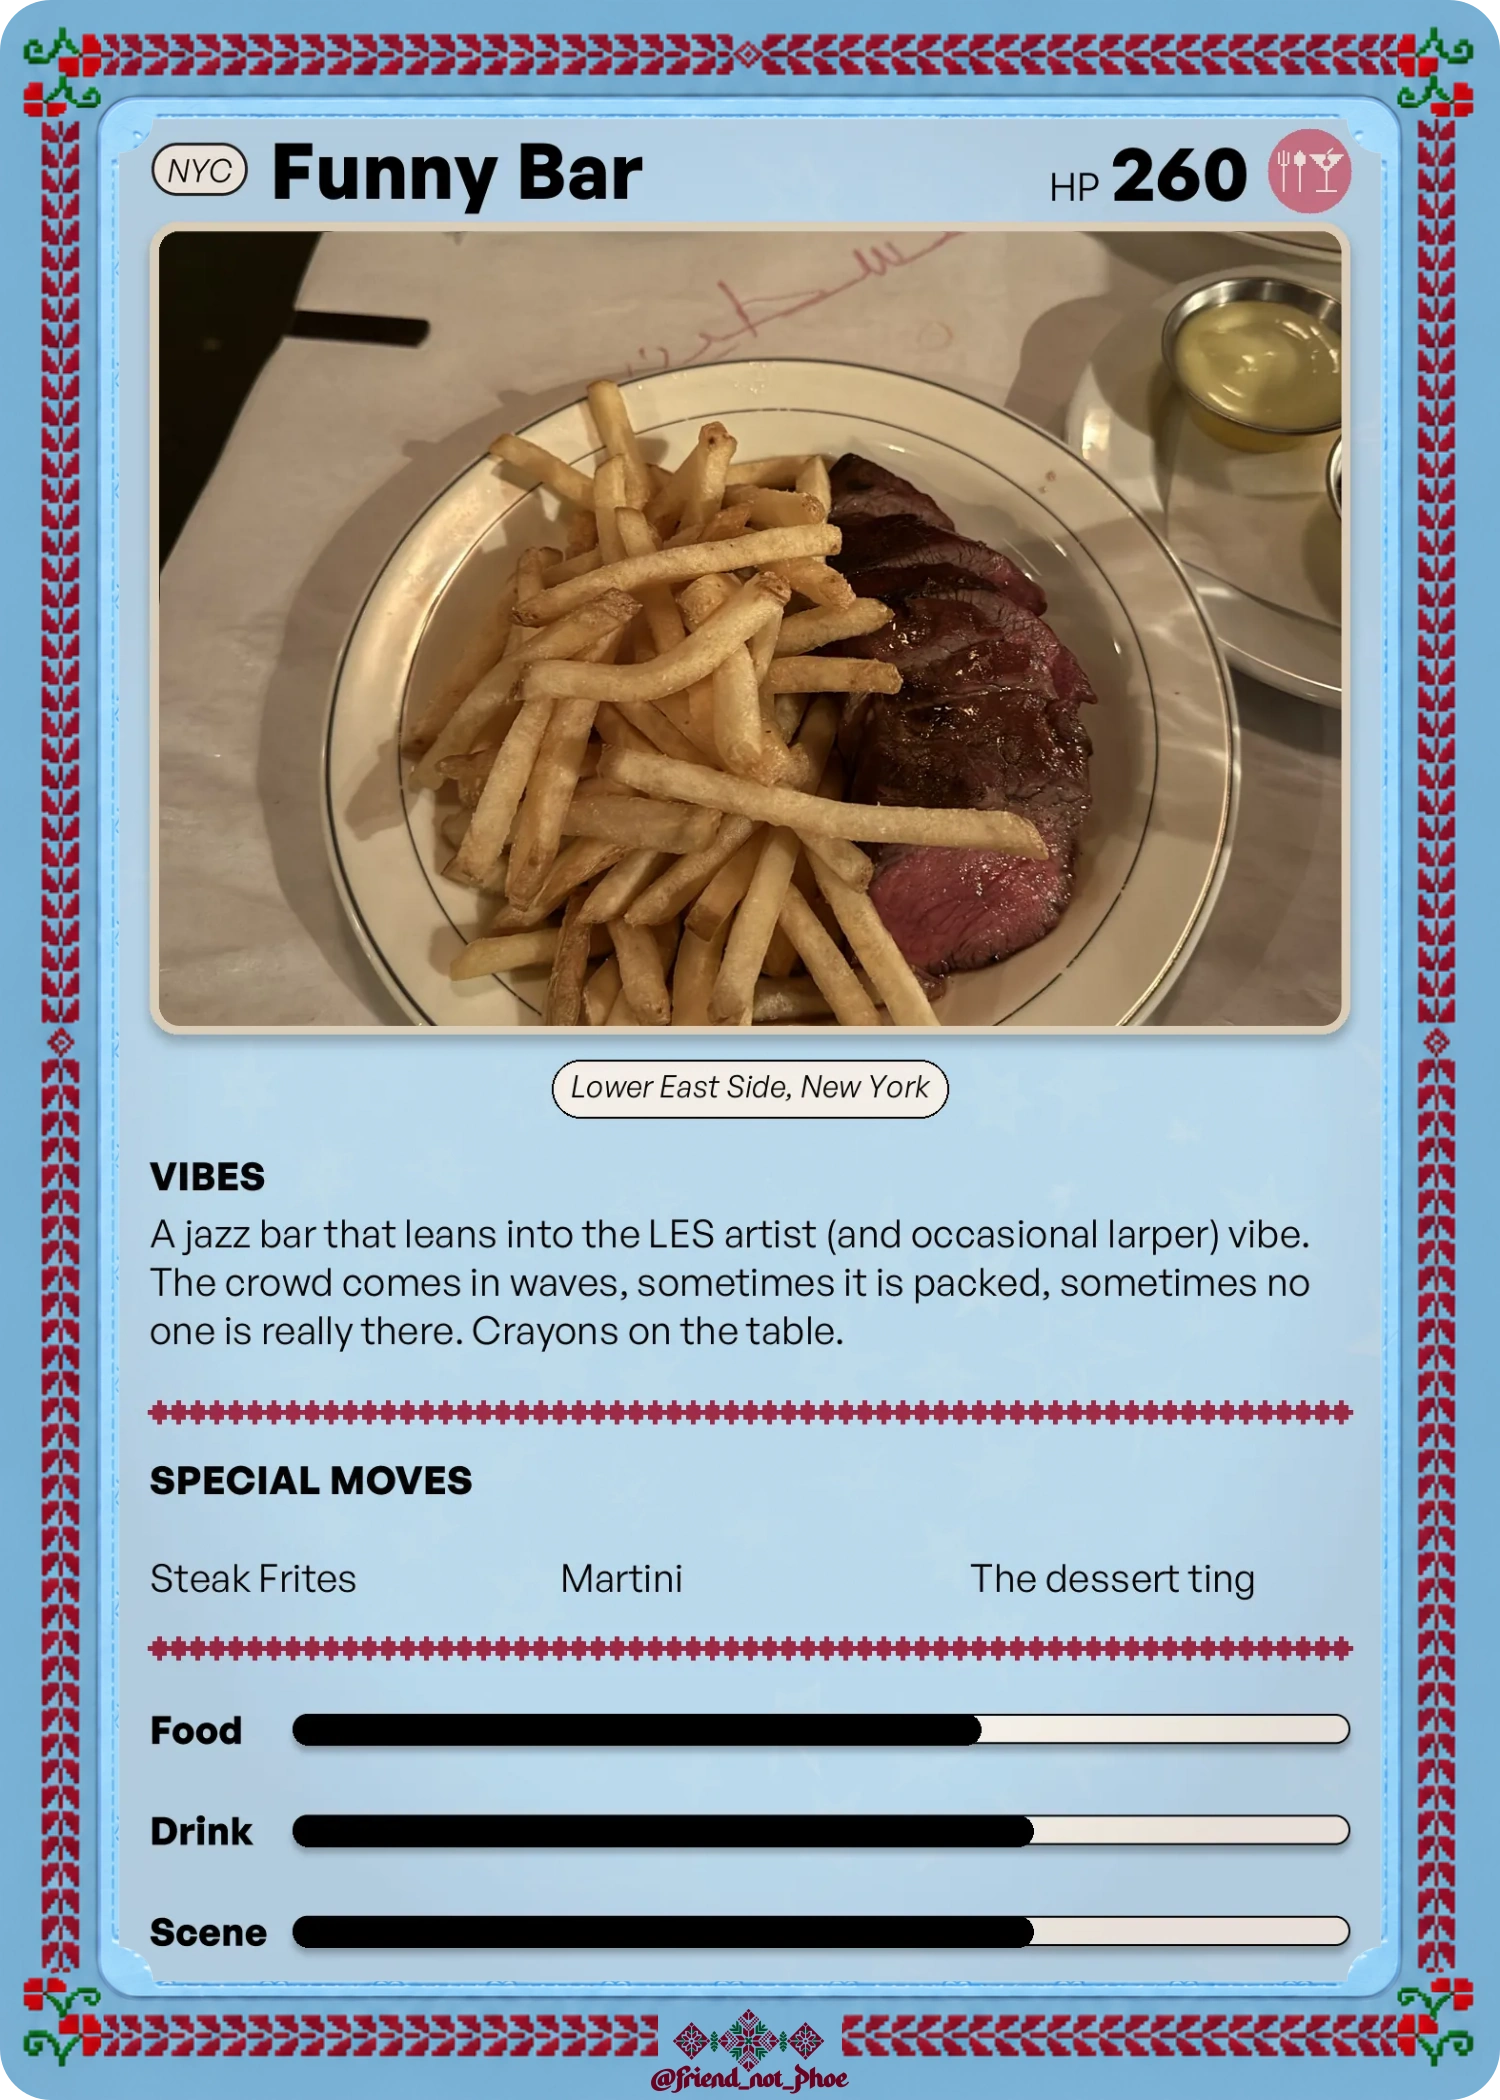 NYC Funny Bar HP 260
Lower East Side, New York
VIBES
A jazz bar that leans into the LES artist (and occasional larper) vibe.
The crowd comes in waves, sometimes it is packed, sometimes no
one is really there. Crayons on the table.
SPECIAL MOVES
Steak Frites Martini The dessert ting
Food
Drink
Scene
@friend_not_phoe